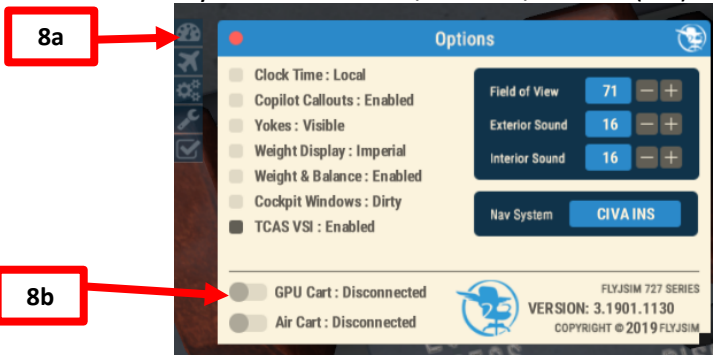 8a
Options
Clock Time : Local
Copilot Callouts : Enabled
Yokes : Visible
Weight Display : Imperial
Weight & Balance : Enabled
Cockpit Windows : Dirty
TCAS VSI : Enabled
Field of View 71 − +
Exterior Sound 16 − +
Interior Sound 16 − +
Nav System CIVA INS
8b
GPU Cart : Disconnected
Air Cart : Disconnected
FLYJSIM 727 SERIES
VERSION: 3.1901.1130
COPYRIGHT © 2019 FLYJSIM